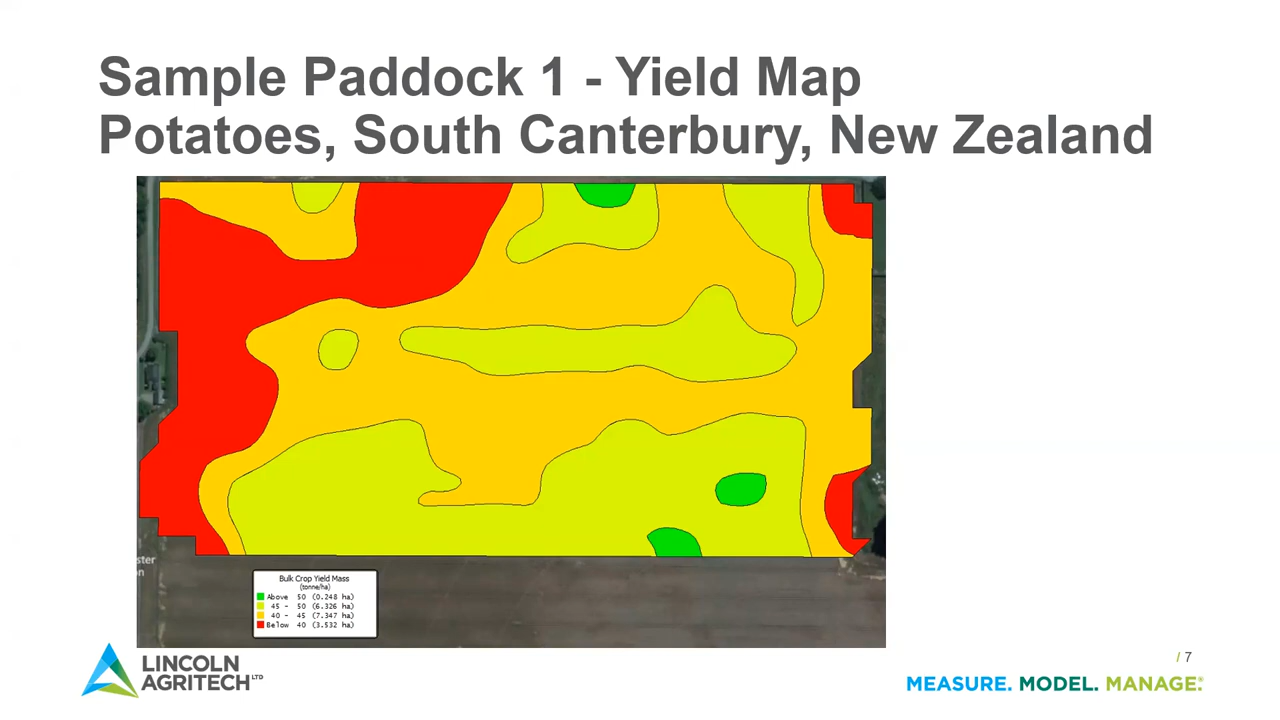 Sample Paddock 1 - Yield Map
Potatoes, South Canterbury, New Zealand
ster
on
Bulk Crop Yield Mass
(tonne/ha)
Above 50 (0.248 ha)
45 - 50 (6.326 ha)
40 - 45 (7.347 ha)
Below 40 (3.532 ha)
LINCOLN
AGRITECH LTD
/ 7
MEASURE. MODEL. MANAGE.®